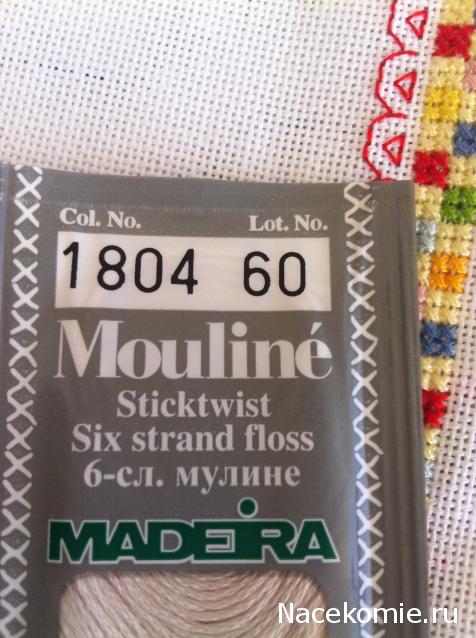 Col. No. Lot. No.
1804 60
Mouliné
Sticktwist
Six strand floss
6-сл. мулине
MADEIRA
Nacekomie.ru